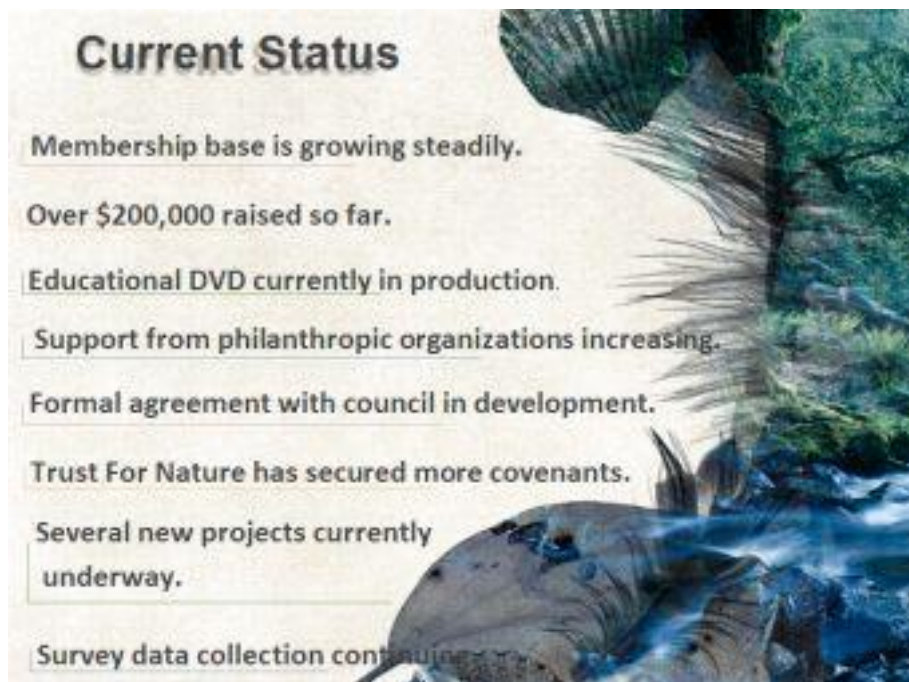 Current Status
Membership base is growing steadily.
Over $200,000 raised so far.
Educational DVD currently in production.
Support from philanthropic organizations increasing.
Formal agreement with council in development.
Trust For Nature has secured more covenants.
Several new projects currently
underway.
Survey data collection continuing